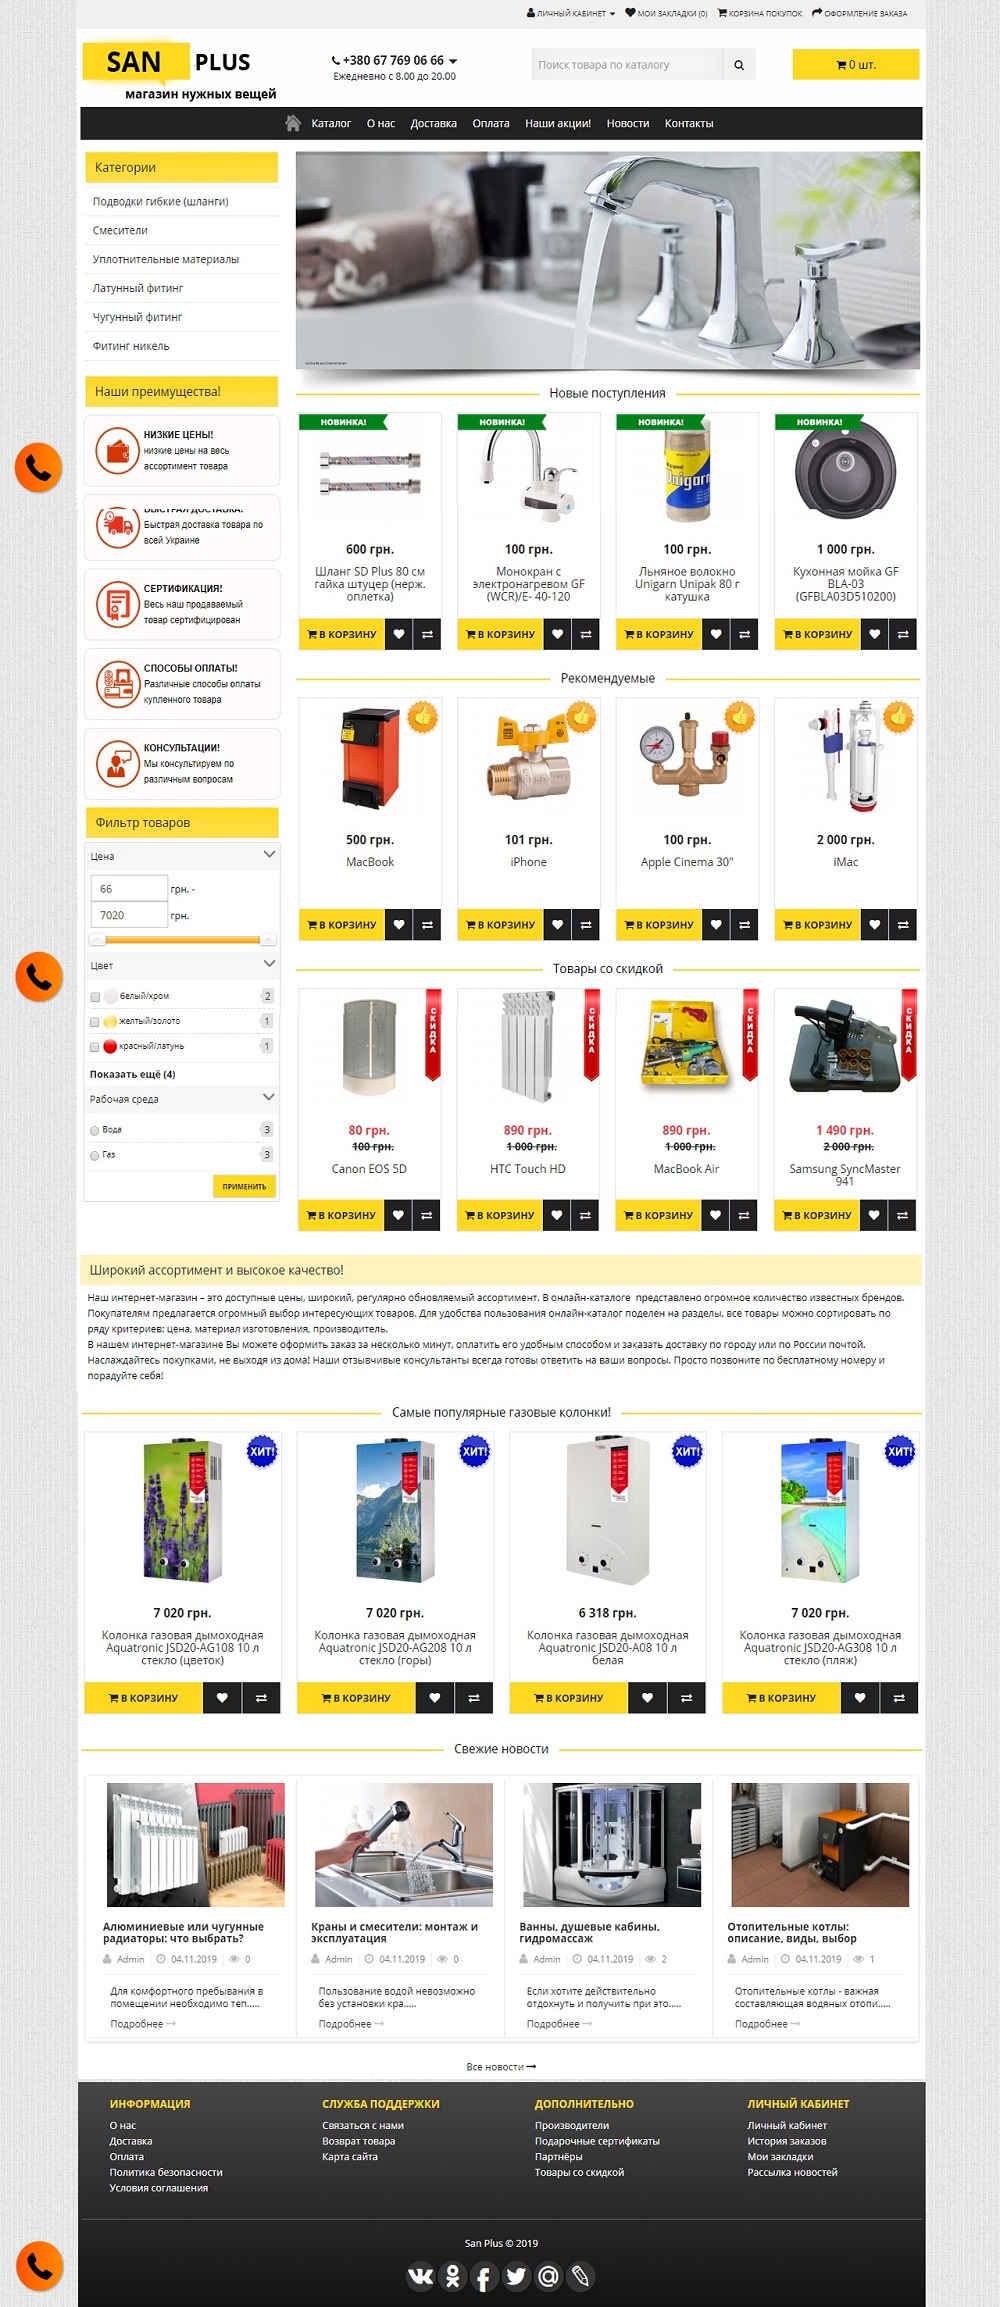 ЛИЧНЫЙ КАБИНЕТ МОИ ЗАКЛАДКИ (0) КОРЗИНА ПОКУПОК ОФОРМЛЕНИЕ ЗАКАЗА
SAN PLUS
магазин нужных вещей
+380 67 769 06 66
Ежедневно с 8.00 до 20.00
Поиск товара по каталогу
0 шт.
Каталог О нас Доставка Оплата Наши акции! Новости Контакты
Категории
Подводки гибкие (шланги)
Смесители
Уплотнительные материалы
Латунный фитинг
Чугунный фитинг
Фитинг никель
Наши преимущества!
НИЗКИЕ ЦЕНЫ!
низкие цены на весь
ассортимент товара
БЫСТРАЯ ДОСТАВКА!
Быстрая доставка товара по
всей Украине
СЕРТИФИКАЦИЯ!
Весь наш продаваемый
товар сертифицирован
СПОСОБЫ ОПЛАТЫ!
Различные способы оплаты
купленного товара
КОНСУЛЬТАЦИИ!
Мы консультируем по
различным вопросам
Фильтр товаров
Цена
66 грн. -
7020 грн.
Цвет
белый/хром 2
желтый/золото 1
красный/латунь 1
Показать ещё (4)
Рабочая среда
Вода 3
Газ 3
ПРИМЕНИТЬ
Новые поступления
НОВИНКА! НОВИНКА! НОВИНКА! НОВИНКА!
Unigarn
600 грн. 100 грн. 100 грн. 1 000 грн.
Шланг SD Plus 80 см Монокран с Льняное волокно Кухонная мойка GF
гайка штуцер (нерж. электронагревом GF Unigarn Unipak 80 г BLA-03
оплетка) (WCR)/E- 40-120 катушка (GFBLA03D510200)
В КОРЗИНУ В КОРЗИНУ В КОРЗИНУ В КОРЗИНУ
Рекомендуемые
500 грн. 101 грн. 100 грн. 2 000 грн.
MacBook iPhone Apple Cinema 30" iMac
В КОРЗИНУ В КОРЗИНУ В КОРЗИНУ В КОРЗИНУ
Товары со скидкой
СКИДКА СКИДКА СКИДКА СКИДКА
80 грн. 890 грн. 890 грн. 1 490 грн.
100 грн. 1 000 грн. 1 000 грн. 2 000 грн.
Canon EOS 5D HTC Touch HD MacBook Air Samsung SyncMaster
941
В КОРЗИНУ В КОРЗИНУ В КОРЗИНУ В КОРЗИНУ
Широкий ассортимент и высокое качество!
Наш интернет-магазин – это доступные цены, широкий, регулярно обновляемый ассортимент. В онлайн-каталоге представлено огромное количество известных брендов.
Покупателям предлагается огромный выбор интересующих товаров. Для удобства пользования онлайн-каталог поделен на разделы, все товары можно сортировать по
ряду критериев: цена, материал изготовления, производитель.
В нашем интернет-магазине Вы можете оформить заказ за несколько минут, оплатить его удобным способом и заказать доставку по городу или по России почтой.
Наслаждайтесь покупками, не выходя из дома! Наши отзывчивые консультанты всегда готовы ответить на ваши вопросы. Просто позвоните по бесплатному номеру и
порадуйте себя!
Самые популярные газовые колонки!
ХИТ! ХИТ! ХИТ! ХИТ!
7 020 грн. 7 020 грн. 6 318 грн. 7 020 грн.
Колонка газовая дымоходная Колонка газовая дымоходная Колонка газовая дымоходная Колонка газовая дымоходная
Aquatronic JSD20-AG108 10 л Aquatronic JSD20-AG208 10 л Aquatronic JSD20-A08 10 л Aquatronic JSD20-AG308 10 л
стекло (цветок) стекло (горы) белая стекло (пляж)
В КОРЗИНУ В КОРЗИНУ В КОРЗИНУ В КОРЗИНУ
Свежие новости
Алюминиевые или чугунные Краны и смесители: монтаж и Ванны, душевые кабины, Отопительные котлы:
радиаторы: что выбрать? эксплуатация гидромассаж описание, виды, выбор
Admin 04.11.2019 0 Admin 04.11.2019 0 Admin 04.11.2019 2 Admin 04.11.2019 1
Для комфортного пребывания в Пользование водой невозможно Если хотите действительно Отопительные котлы - важная
помещении необходимо теп..... без установки кра..... отдохнуть и получить при это..... составляющая водяных отопи.....
Подробнее Подробнее Подробнее Подробнее
Все новости
ИНФОРМАЦИЯ СЛУЖБА ПОДДЕРЖКИ ДОПОЛНИТЕЛЬНО ЛИЧНЫЙ КАБИНЕТ
О нас Связаться с нами Производители Личный кабинет
Доставка Возврат товара Подарочные сертификаты История заказов
Оплата Карта сайта Партнёры Мои закладки
Политика безопасности Товары со скидкой Рассылка новостей
Условия соглашения
San Plus © 2019